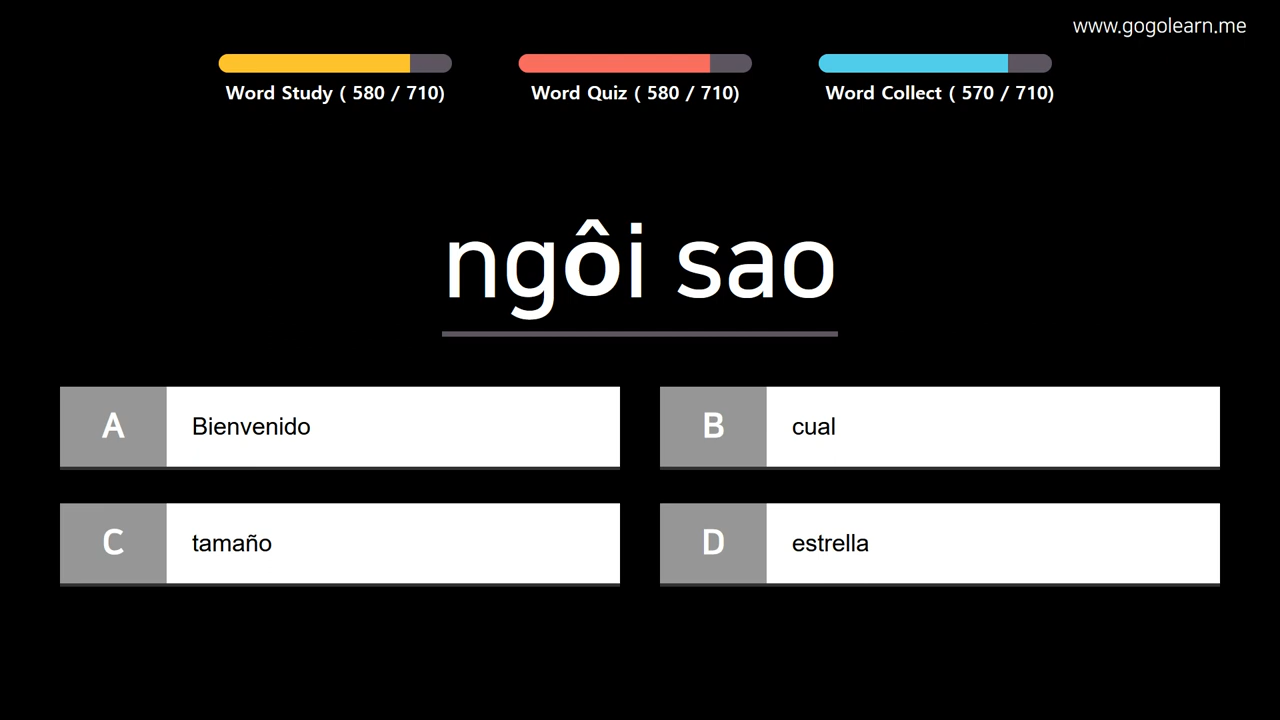 www.gogolearn.me
Word Study ( 580 / 710)
Word Quiz ( 580 / 710)
Word Collect ( 570 / 710)
ngôi sao
A Bienvenido
B cual
C tamaño
D estrella